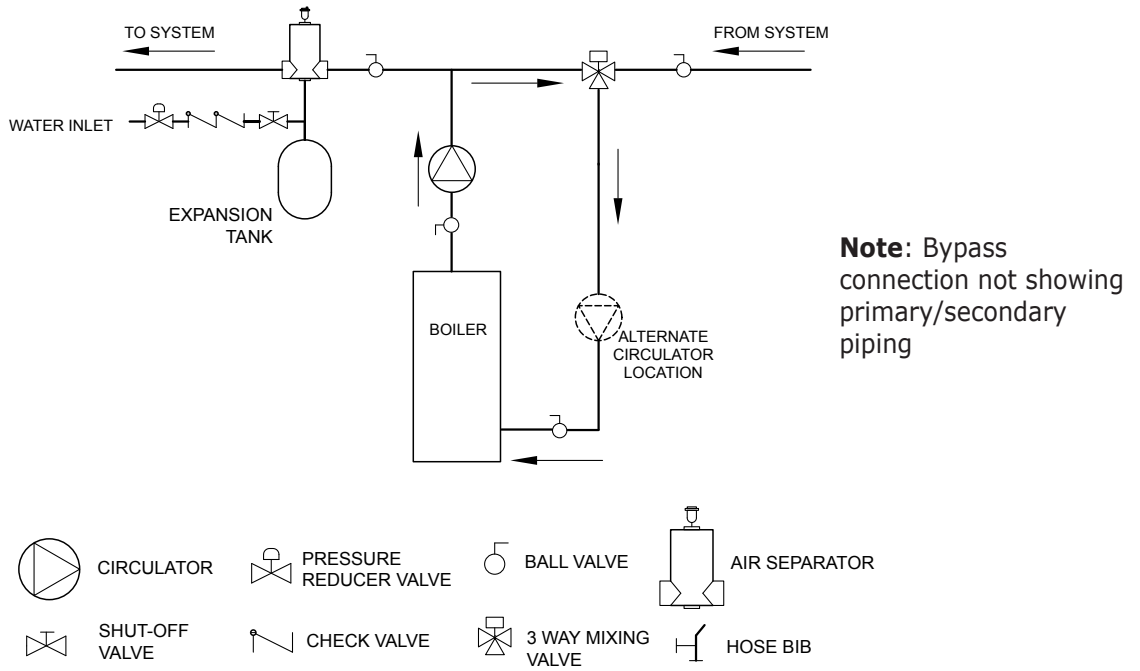 TO SYSTEM
FROM SYSTEM
WATER INLET
EXPANSION
TANK
BOILER
ALTERNATE
CIRCULATOR
LOCATION
Note: Bypass
connection not showing
primary/secondary
piping
CIRCULATOR
PRESSURE
REDUCER VALVE
BALL VALVE
AIR SEPARATOR
SHUT-OFF
VALVE
CHECK VALVE
3 WAY MIXING
VALVE
HOSE BIB